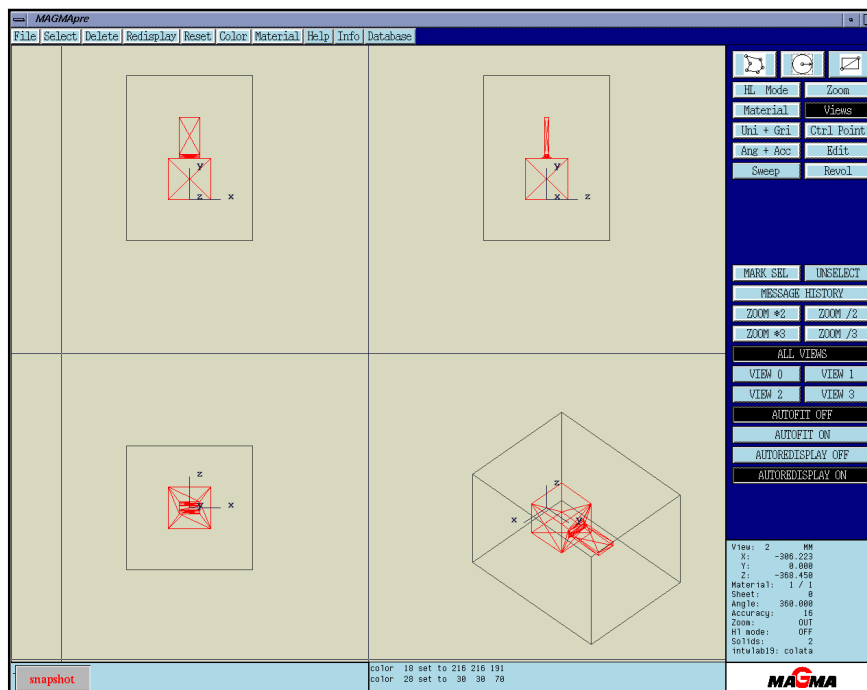 MAGMApre
File Select Delete Redisplay Reset Color Material Help Info Database
HL Mode Zoom
Material Views
Uni + Gri Ctrl Point
Ang + Acc Edit
Sweep Revol
y
z x
y
x z
MARK SEL UNSELECT
MESSAGE HISTORY
ZOOM *2 ZOOM /2
ZOOM *3 ZOOM /3
ALL VIEWS
VIEW 0 VIEW 1
VIEW 2 VIEW 3
AUTOFIT OFF
AUTOFIT ON
AUTOREDISPLAY OFF
AUTOREDISPLAY ON
z
y x
z
x y
View: 2 MM
X: -306.223
Y: 0.000
Z: -368.450
Material: 1 / 1
Sheet: 0
Angle: 360.000
Accuracy: 16
Zoom: OUT
Hl mode: OFF
Solids: 2
intwlab19: colata
snapshot
color 18 set to 216 216 191
color 28 set to 30 30 70
MAGMA